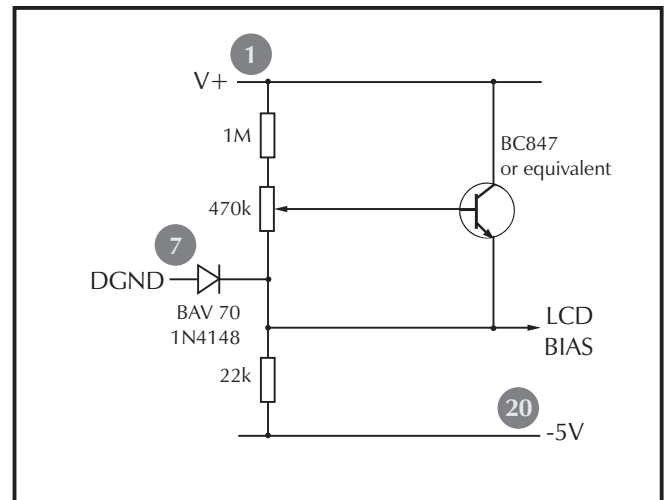 1
V+
1M
BC847
or equivalent
470k
7
DGND
BAV 70
1N4148
LCD
BIAS
22k
20
-5V